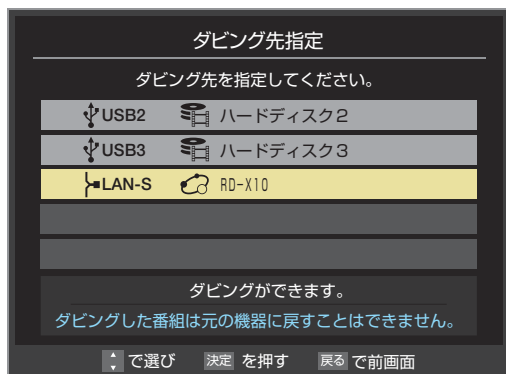 ダビング先指定
ダビング先を指定してください。
USB2 ハードディスク2
USB3 ハードディスク3
LAN-S RD-X10
ダビングができます。
ダビングした番組は元の機器に戻すことはできません。
で選び 決定 を押す 戻る で前画面